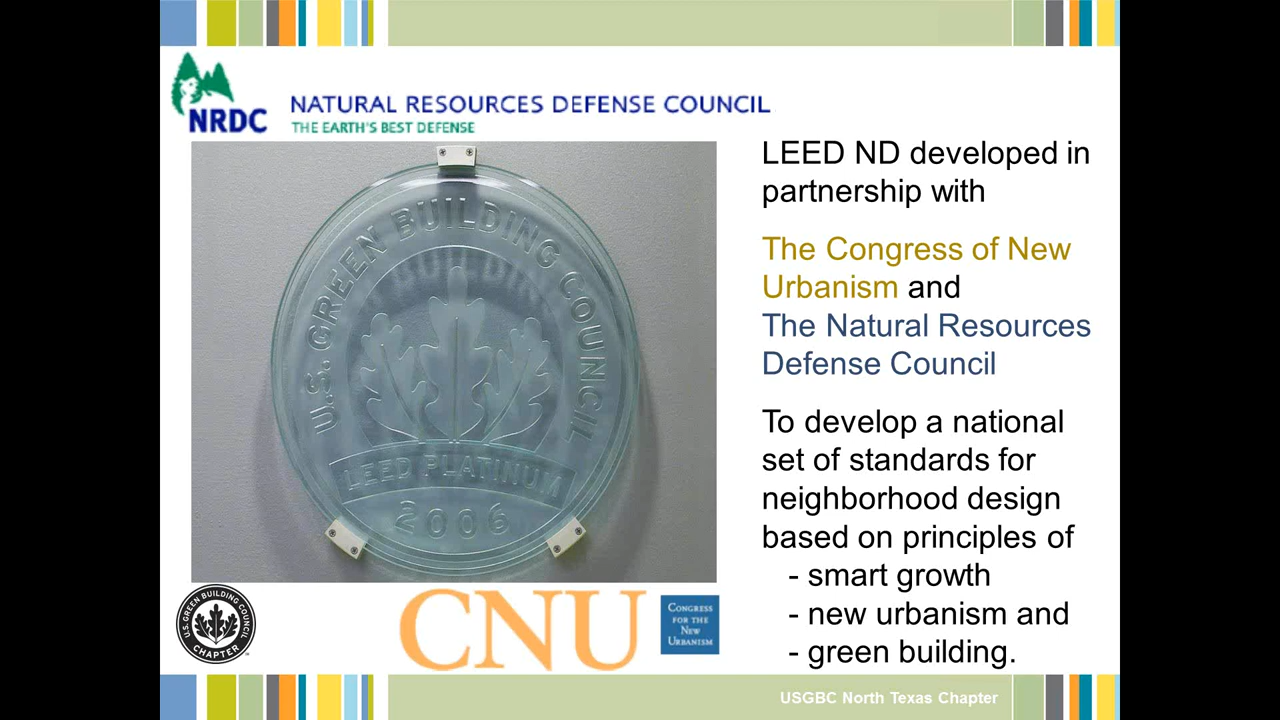 NRDC
NATURAL RESOURCES DEFENSE COUNCIL
THE EARTH'S BEST DEFENSE
U.S. GREEN BUILDING COUNCIL
LEED PLATINUM
2006
LEED ND developed in
partnership with
The Congress of New
Urbanism and
The Natural Resources
Defense Council
To develop a national
set of standards for
neighborhood design
based on principles of
- smart growth
- new urbanism and
- green building.
U.S. GREEN BUILDING COUNCIL
CHAPTER
CNU
CONGRESS
FOR THE
NEW
URBANISM
USGBC North Texas Chapter